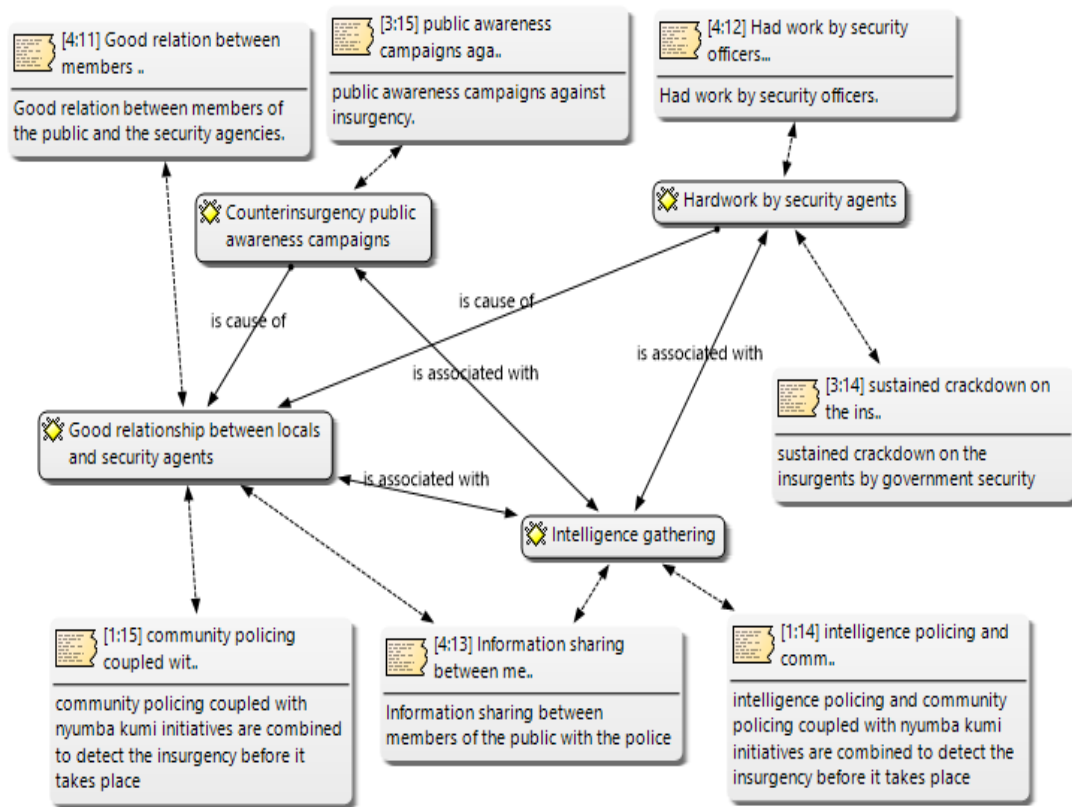 [4:11] Good relation between
members ..
Good relation between members of
the public and the security agencies.
[3:15] public awareness
campaigns aga..
public awareness campaigns against
insurgency.
[4:12] Had work by security
officers...
Had work by security officers.
Counterinsurgency public
awareness campaigns
Hardwork by security agents
is cause of
is cause of
is associated with
is associated with
[3:14] sustained crackdown on
the ins..
sustained crackdown on the
insurgents by government security
Good relationship between locals
and security agents
is associated with
Intelligence gathering
[1:15] community policing
coupled wit..
community policing coupled with
nyumba kumi initiatives are combined
to detect the insurgency before it
takes place
[4:13] Information sharing
between me..
Information sharing between
members of the public with the police
[1:14] intelligence policing and
comm..
intelligence policing and community
policing coupled with nyumba kumi
initiatives are combined to detect the
insurgency before it takes place